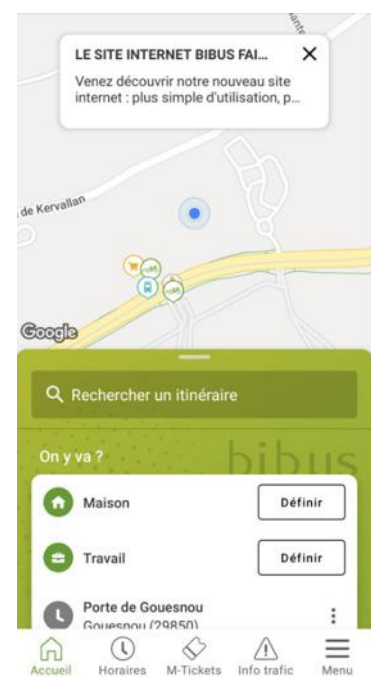 LE SITE INTERNET BIBUS FAI...
Venez découvrir notre nouveau site
internet : plus simple d'utilisation, p...
de Kervallan
Google
Rechercher un itinéraire
bibus
On y va ?
Maison
Définir
Travail
Définir
Porte de Gouesnou
Gouesnou (29850)
Accueil
Horaires
M-Tickets
Info trafic
Menu